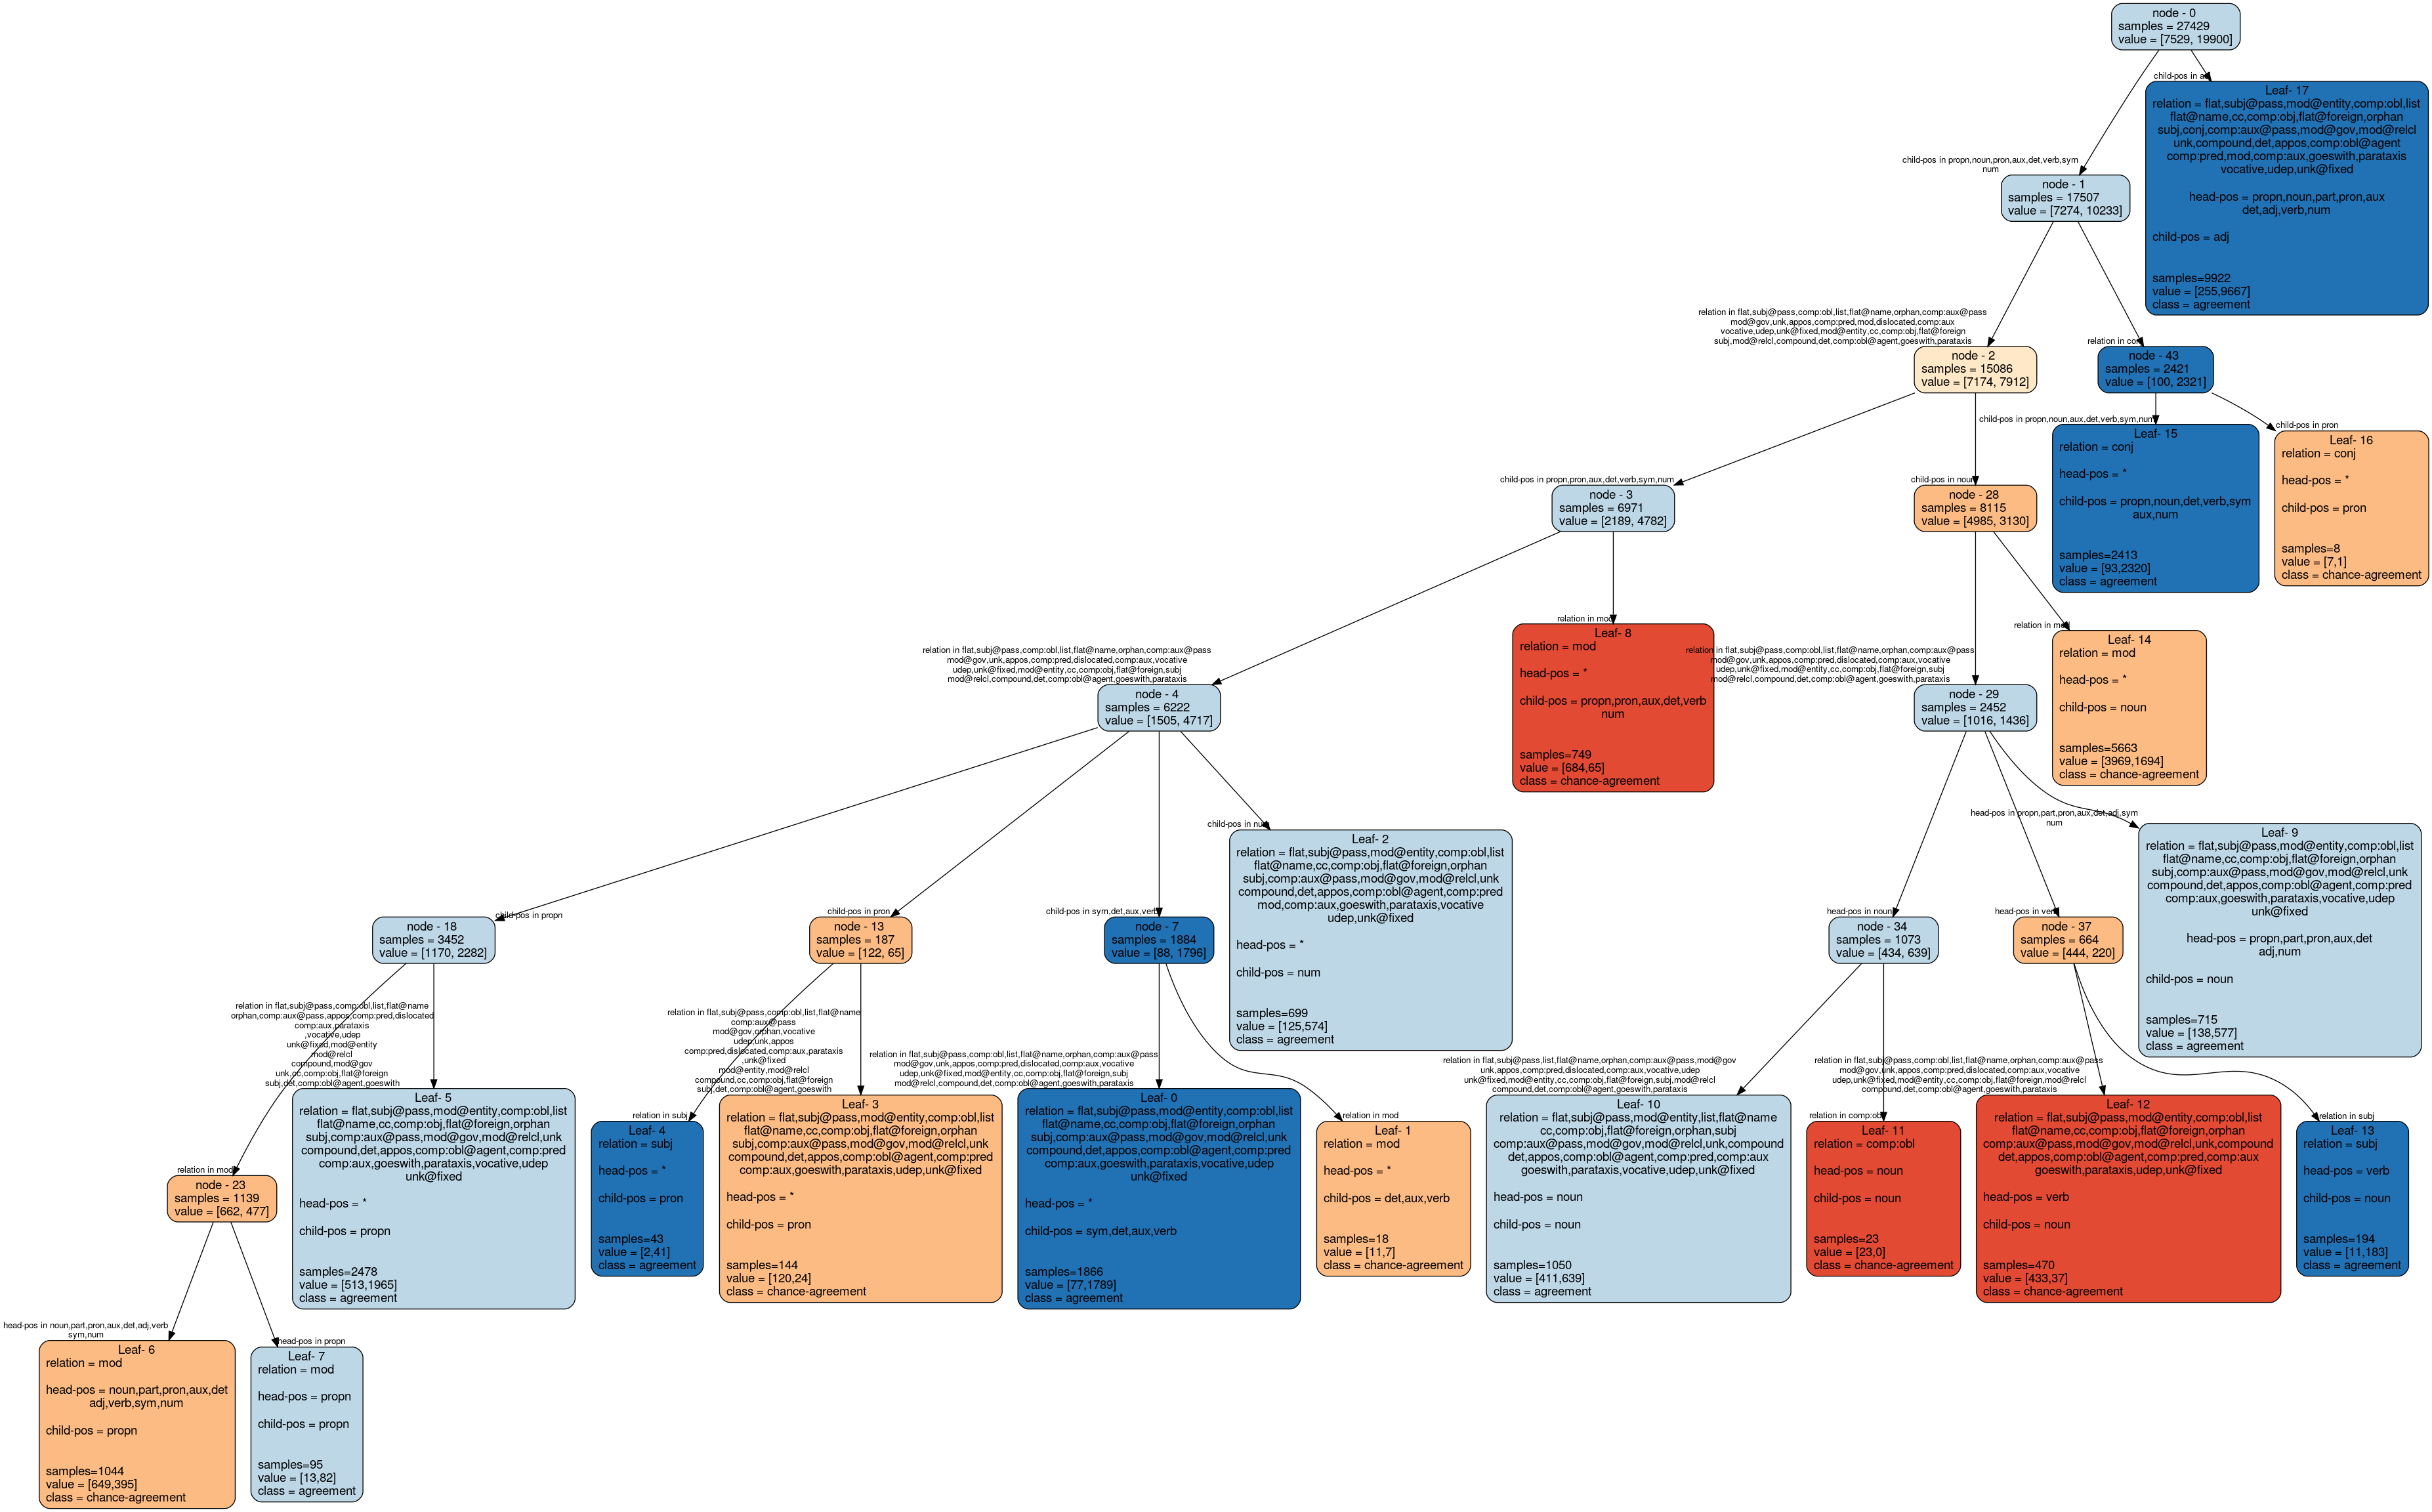 node - 0
samples = 27429
value = [7529, 19900]
child-pos in a
Leaf- 17
relation = flat,subj@pass,mod@entity,comp:obl,list
flat@name,cc,comp:obj,flat@foreign,orphan
subj,conj,comp:aux@pass,mod@gov,mod@relcl
unk,compound,det,appos,comp:obl@agent
comp:pred,mod,comp:aux,goeswith,parataxis
vocative,udep,unk@fixed
head-pos = propn,noun,part,pron,aux
det,adj,verb,num
child-pos = adj
samples=9922
value = [255,9667]
class = agreement
child-pos in propn,noun,pron,aux,det,verb,sym
num
node - 1
samples = 17507
value = [7274, 10233]
relation in flat,subj@pass,comp:obl,list,flat@name,orphan,comp:aux@pass
mod@gov,unk,appos,comp:pred,mod,dislocated,comp:aux
vocative,udep,unk@fixed,mod@entity,cc,comp:obj,flat@foreign
subj,mod@relcl,compound,det,comp:obl@agent,goeswith,parataxis
node - 2
samples = 15086
value = [7174, 7912]
relation in con
node - 43
samples = 2421
value = [100, 2321]
child-pos in propn,noun,aux,det,verb,sym,num
Leaf- 15
relation = conj
head-pos = *
child-pos = propn,noun,det,verb,sym
aux,num
samples=2413
value = [93,2320]
class = agreement
child-pos in pron
Leaf- 16
relation = conj
head-pos = *
child-pos = pron
samples=8
value = [7,1]
class = chance-agreement
child-pos in propn,pron,aux,det,verb,sym,num
node - 3
samples = 6971
value = [2189, 4782]
child-pos in noun
node - 28
samples = 8115
value = [4985, 3130]
relation in flat,subj@pass,comp:obl,list,flat@name,orphan,comp:aux@pass
mod@gov,unk,appos,comp:pred,dislocated,comp:aux,vocative
udep,unk@fixed,mod@entity,cc,comp:obj,flat@foreign,subj
mod@relcl,compound,det,comp:obl@agent,goeswith,parataxis
node - 4
samples = 6222
value = [1505, 4717]
relation in mod
Leaf- 8
relation = mod
head-pos = *
child-pos = propn,pron,aux,det,verb
num
samples=749
value = [684,65]
class = chance-agreement
relation in flat,subj@pass,comp:obl,list,flat@name,orphan,comp:aux@pass
mod@gov,unk,appos,comp:pred,dislocated,comp:aux,vocative
udep,unk@fixed,mod@entity,cc,comp:obj,flat@foreign,subj
mod@relcl,compound,det,comp:obl@agent,goeswith,parataxis
node - 29
samples = 2452
value = [1016, 1436]
relation in mod
Leaf- 14
relation = mod
head-pos = *
child-pos = noun
samples=5663
value = [3969,1694]
class = chance-agreement
child-pos in propn
node - 18
samples = 3452
value = [1170, 2282]
child-pos in pron
node - 13
samples = 187
value = [122, 65]
child-pos in sym,det,aux,verb
node - 7
samples = 1884
value = [88, 1796]
child-pos in num
Leaf- 2
relation = flat,subj@pass,mod@entity,comp:obl,list
flat@name,cc,comp:obj,flat@foreign,orphan
subj,comp:aux@pass,mod@gov,mod@relcl,unk
compound,det,appos,comp:obl@agent,comp:pred
mod,comp:aux,goeswith,parataxis,vocative
udep,unk@fixed
head-pos = *
child-pos = num
samples=699
value = [125,574]
class = agreement
head-pos in noun
node - 34
samples = 1073
value = [434, 639]
head-pos in verb
node - 37
samples = 664
value = [444, 220]
head-pos in propn,part,pron,aux,det,adj,sym
num
Leaf- 9
relation = flat,subj@pass,mod@entity,comp:obl,list
flat@name,cc,comp:obj,flat@foreign,orphan
subj,comp:aux@pass,mod@gov,mod@relcl,unk
compound,det,appos,comp:obl@agent,comp:pred
comp:aux,goeswith,parataxis,vocative,udep
unk@fixed
head-pos = propn,part,pron,aux,det
adj,num
child-pos = noun
samples=715
value = [138,577]
class = agreement
relation in mod
node - 23
samples = 1139
value = [662, 477]
relation in flat,subj@pass,comp:obl,list,flat@name
orphan,comp:aux@pass,appos,comp:pred,dislocated
comp:aux,parataxis
,vocative,udep
unk@fixed,mod@entity
mod@relcl
compound,mod@gov
unk,cc,comp:obj,flat@foreign
subj,det,comp:obl@agent,goeswith
Leaf- 5
relation = flat,subj@pass,mod@entity,comp:obl,list
flat@name,cc,comp:obj,flat@foreign,orphan
subj,comp:aux@pass,mod@gov,mod@relcl,unk
compound,det,appos,comp:obl@agent,comp:pred
comp:aux,goeswith,parataxis,vocative,udep
unk@fixed
head-pos = *
child-pos = propn
samples=2478
value = [513,1965]
class = agreement
relation in subj
Leaf- 4
relation = subj
head-pos = *
child-pos = pron
samples=43
value = [2,41]
class = agreement
relation in flat,subj@pass,comp:obl,list,flat@name
comp:aux@pass
mod@gov,orphan,vocative
udep,unk,appos
comp:pred,dislocated,comp:aux,parataxis
,unk@fixed
mod@entity,mod@relcl
compound,cc,comp:obj,flat@foreign
subj,det,comp:obl@agent,goeswith
Leaf- 3
relation = flat,subj@pass,mod@entity,comp:obl,list
flat@name,cc,comp:obj,flat@foreign,orphan
subj,comp:aux@pass,mod@gov,mod@relcl,unk
compound,det,appos,comp:obl@agent,comp:pred
comp:aux,goeswith,parataxis,udep,unk@fixed
head-pos = *
child-pos = pron
samples=144
value = [120,24]
class = chance-agreement
relation in flat,subj@pass,comp:obl,list,flat@name,orphan,comp:aux@pass
mod@gov,unk,appos,comp:pred,dislocated,comp:aux,vocative
udep,unk@fixed,mod@entity,cc,comp:obj,flat@foreign,subj
mod@relcl,compound,det,comp:obl@agent,goeswith,parataxis
Leaf- 0
relation = flat,subj@pass,mod@entity,comp:obl,list
flat@name,cc,comp:obj,flat@foreign,orphan
subj,comp:aux@pass,mod@gov,mod@relcl,unk
compound,det,appos,comp:obl@agent,comp:pred
comp:aux,goeswith,parataxis,vocative,udep
unk@fixed
head-pos = *
child-pos = sym,det,aux,verb
samples=1866
value = [77,1789]
class = agreement
relation in mod
Leaf- 1
relation = mod
head-pos = *
child-pos = det,aux,verb
samples=18
value = [11,7]
class = chance-agreement
relation in flat,subj@pass,list,flat@name,orphan,comp:aux@pass,mod@gov
unk,appos,comp:pred,dislocated,comp:aux,vocative,udep
unk@fixed,mod@entity,cc,comp:obj,flat@foreign,subj,mod@relcl
compound,det,comp:obl@agent,goeswith,parataxis
Leaf- 10
relation = flat,subj@pass,mod@entity,list,flat@name
cc,comp:obj,flat@foreign,orphan,subj
comp:aux@pass,mod@gov,mod@relcl,unk,compound
det,appos,comp:obl@agent,comp:pred,comp:aux
goeswith,parataxis,vocative,udep,unk@fixed
head-pos = noun
child-pos = noun
samples=1050
value = [411,639]
class = agreement
relation in comp:obl
Leaf- 11
relation = comp:obl
head-pos = noun
child-pos = noun
samples=23
value = [23,0]
class = chance-agreement
relation in flat,subj@pass,comp:obl,list,flat@name,orphan,comp:aux@pass
mod@gov,unk,appos,comp:pred,dislocated,comp:aux,vocative
udep,unk@fixed,mod@entity,cc,comp:obj,flat@foreign,mod@relcl
compound,det,comp:obl@agent,goeswith,parataxis
Leaf- 12
relation = flat,subj@pass,mod@entity,comp:obl,list
flat@name,cc,comp:obj,flat@foreign,orphan
comp:aux@pass,mod@gov,mod@relcl,unk,compound
det,appos,comp:obl@agent,comp:pred,comp:aux
goeswith,parataxis,udep,unk@fixed
head-pos = verb
child-pos = noun
samples=470
value = [433,37]
class = chance-agreement
relation in subj
Leaf- 13
relation = subj
head-pos = verb
child-pos = noun
samples=194
value = [11,183]
class = agreement
head-pos in noun,part,pron,aux,det,adj,verb
sym,num
Leaf- 6
relation = mod
head-pos = noun,part,pron,aux,det
adj,verb,sym,num
child-pos = propn
samples=1044
value = [649,395]
class = chance-agreement
head-pos in propn
Leaf- 7
relation = mod
head-pos = propn
child-pos = propn
samples=95
value = [13,82]
class = agreement